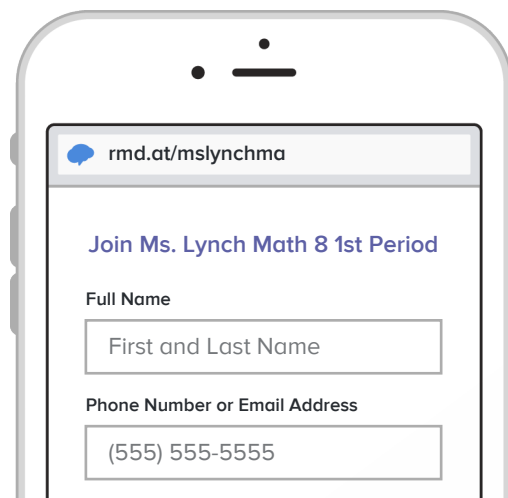 rmd.at/mslynchma
Join Ms. Lynch Math 8 1st Period
Full Name
First and Last Name
Phone Number or Email Address
(555) 555-5555